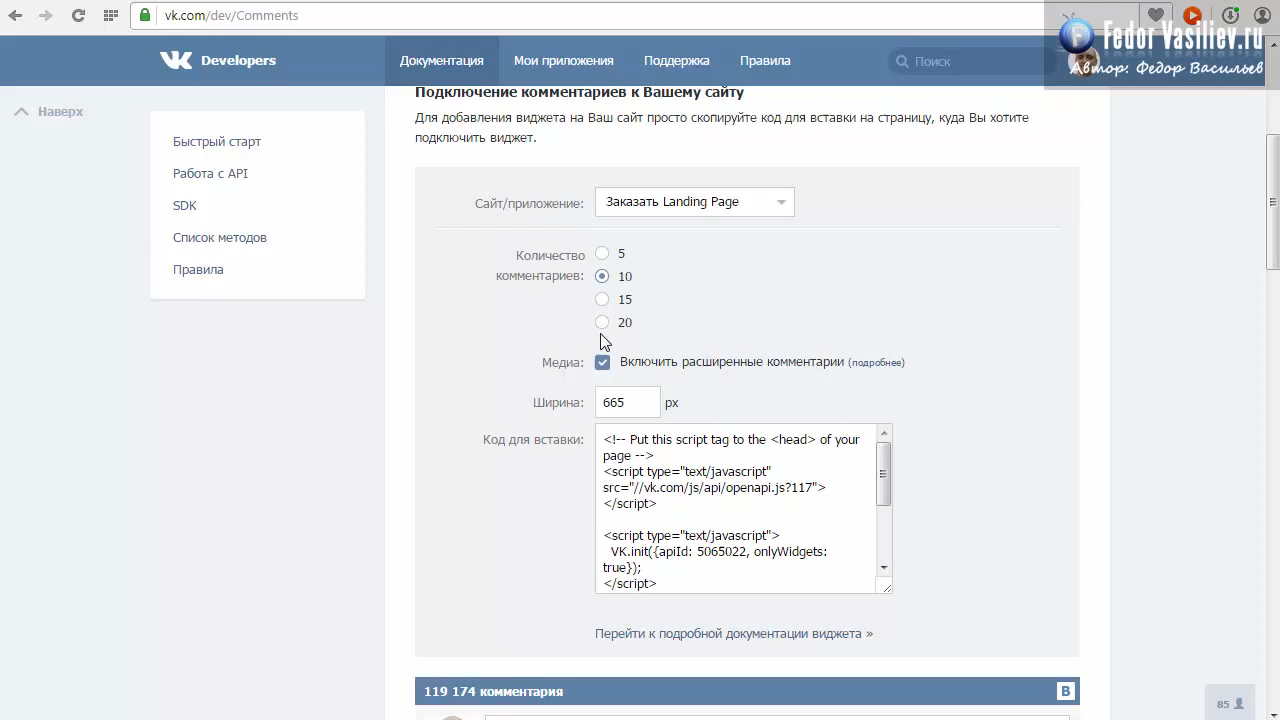 vk.com/dev/Comments
Fedor Vasiliev.ru
Автор: Федор Васильев
Developers
Документация
Мои приложения
Поддержка
Правила
Поиск
Наверх
Быстрый старт
Работа с API
SDK
Список методов
Правила
Подключение комментариев к Вашему сайту
Для добавления виджета на Ваш сайт просто скопируйте код для вставки на страницу, куда Вы хотите
подключить виджет.
Сайт/приложение:
Заказать Landing Page
Количество
комментариев:
5
10
15
20
Медиа:
Включить расширенные комментарии (подробнее)
Ширина:
665
px
Код для вставки:
<!-- Put this script tag to the <head> of your
page -->
<script type="text/javascript"
src="//vk.com/js/api/openapi.js?117">
</script>
<script type="text/javascript">
VK.init({apiId: 5065022, onlyWidgets:
true});
</script>
Перейти к подробной документации виджета »
119 174 комментария
B
85